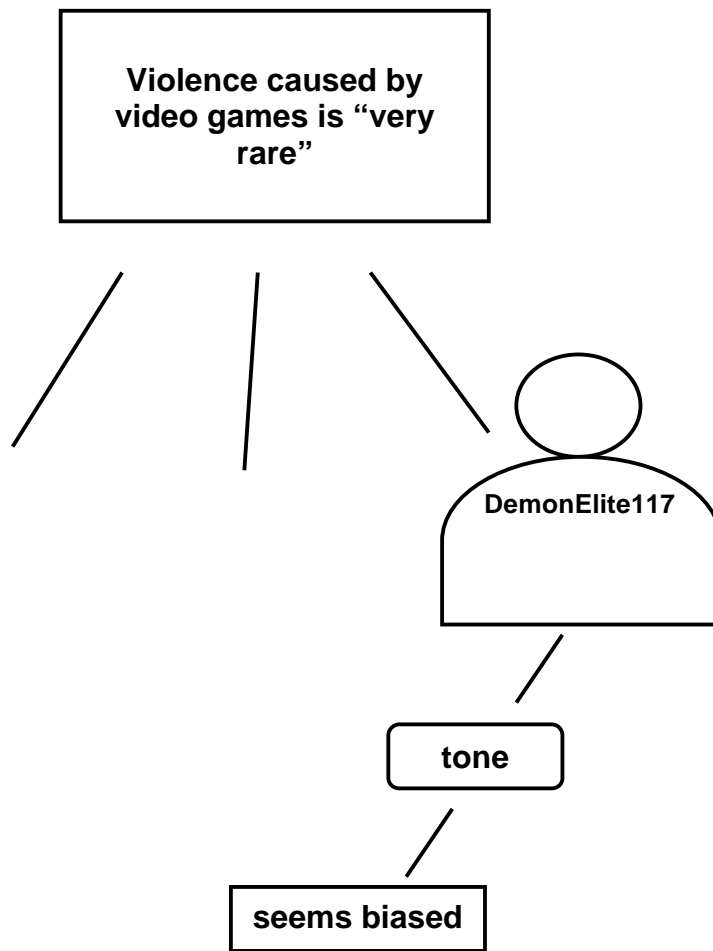 Violence caused by
video games is “very
rare”
DemonElite117
tone
seems biased